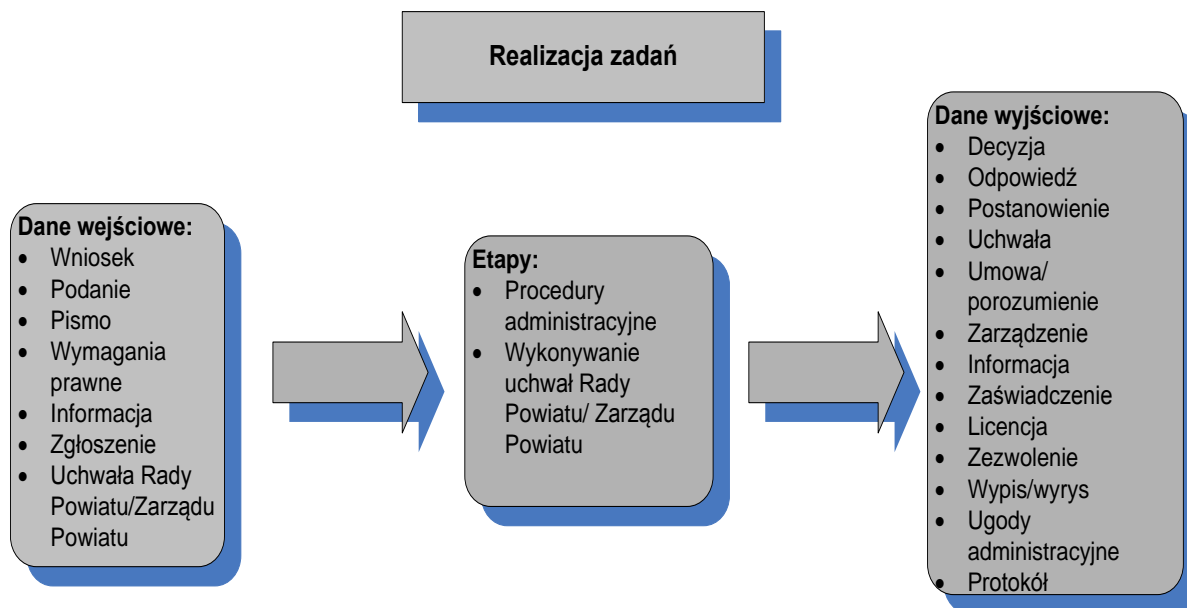 Realizacja zadań
Dane wejściowe:
• Wniosek
• Podanie
• Pismo
• Wymagania
prawne
• Informacja
• Zgłoszenie
• Uchwała Rady
Powiatu/Zarządu
Powiatu
Etapy:
• Procedury
administracyjne
• Wykonywanie
uchwał Rady
Powiatu/ Zarządu
Powiatu
Dane wyjściowe:
• Decyzja
• Odpowiedź
• Postanowienie
• Uchwała
• Umowa/
porozumienie
• Zarządzenie
• Informacja
• Zaświadczenie
• Licencja
• Zezwolenie
• Wypis/wyrys
• Ugody
administracyjne
• Protokół